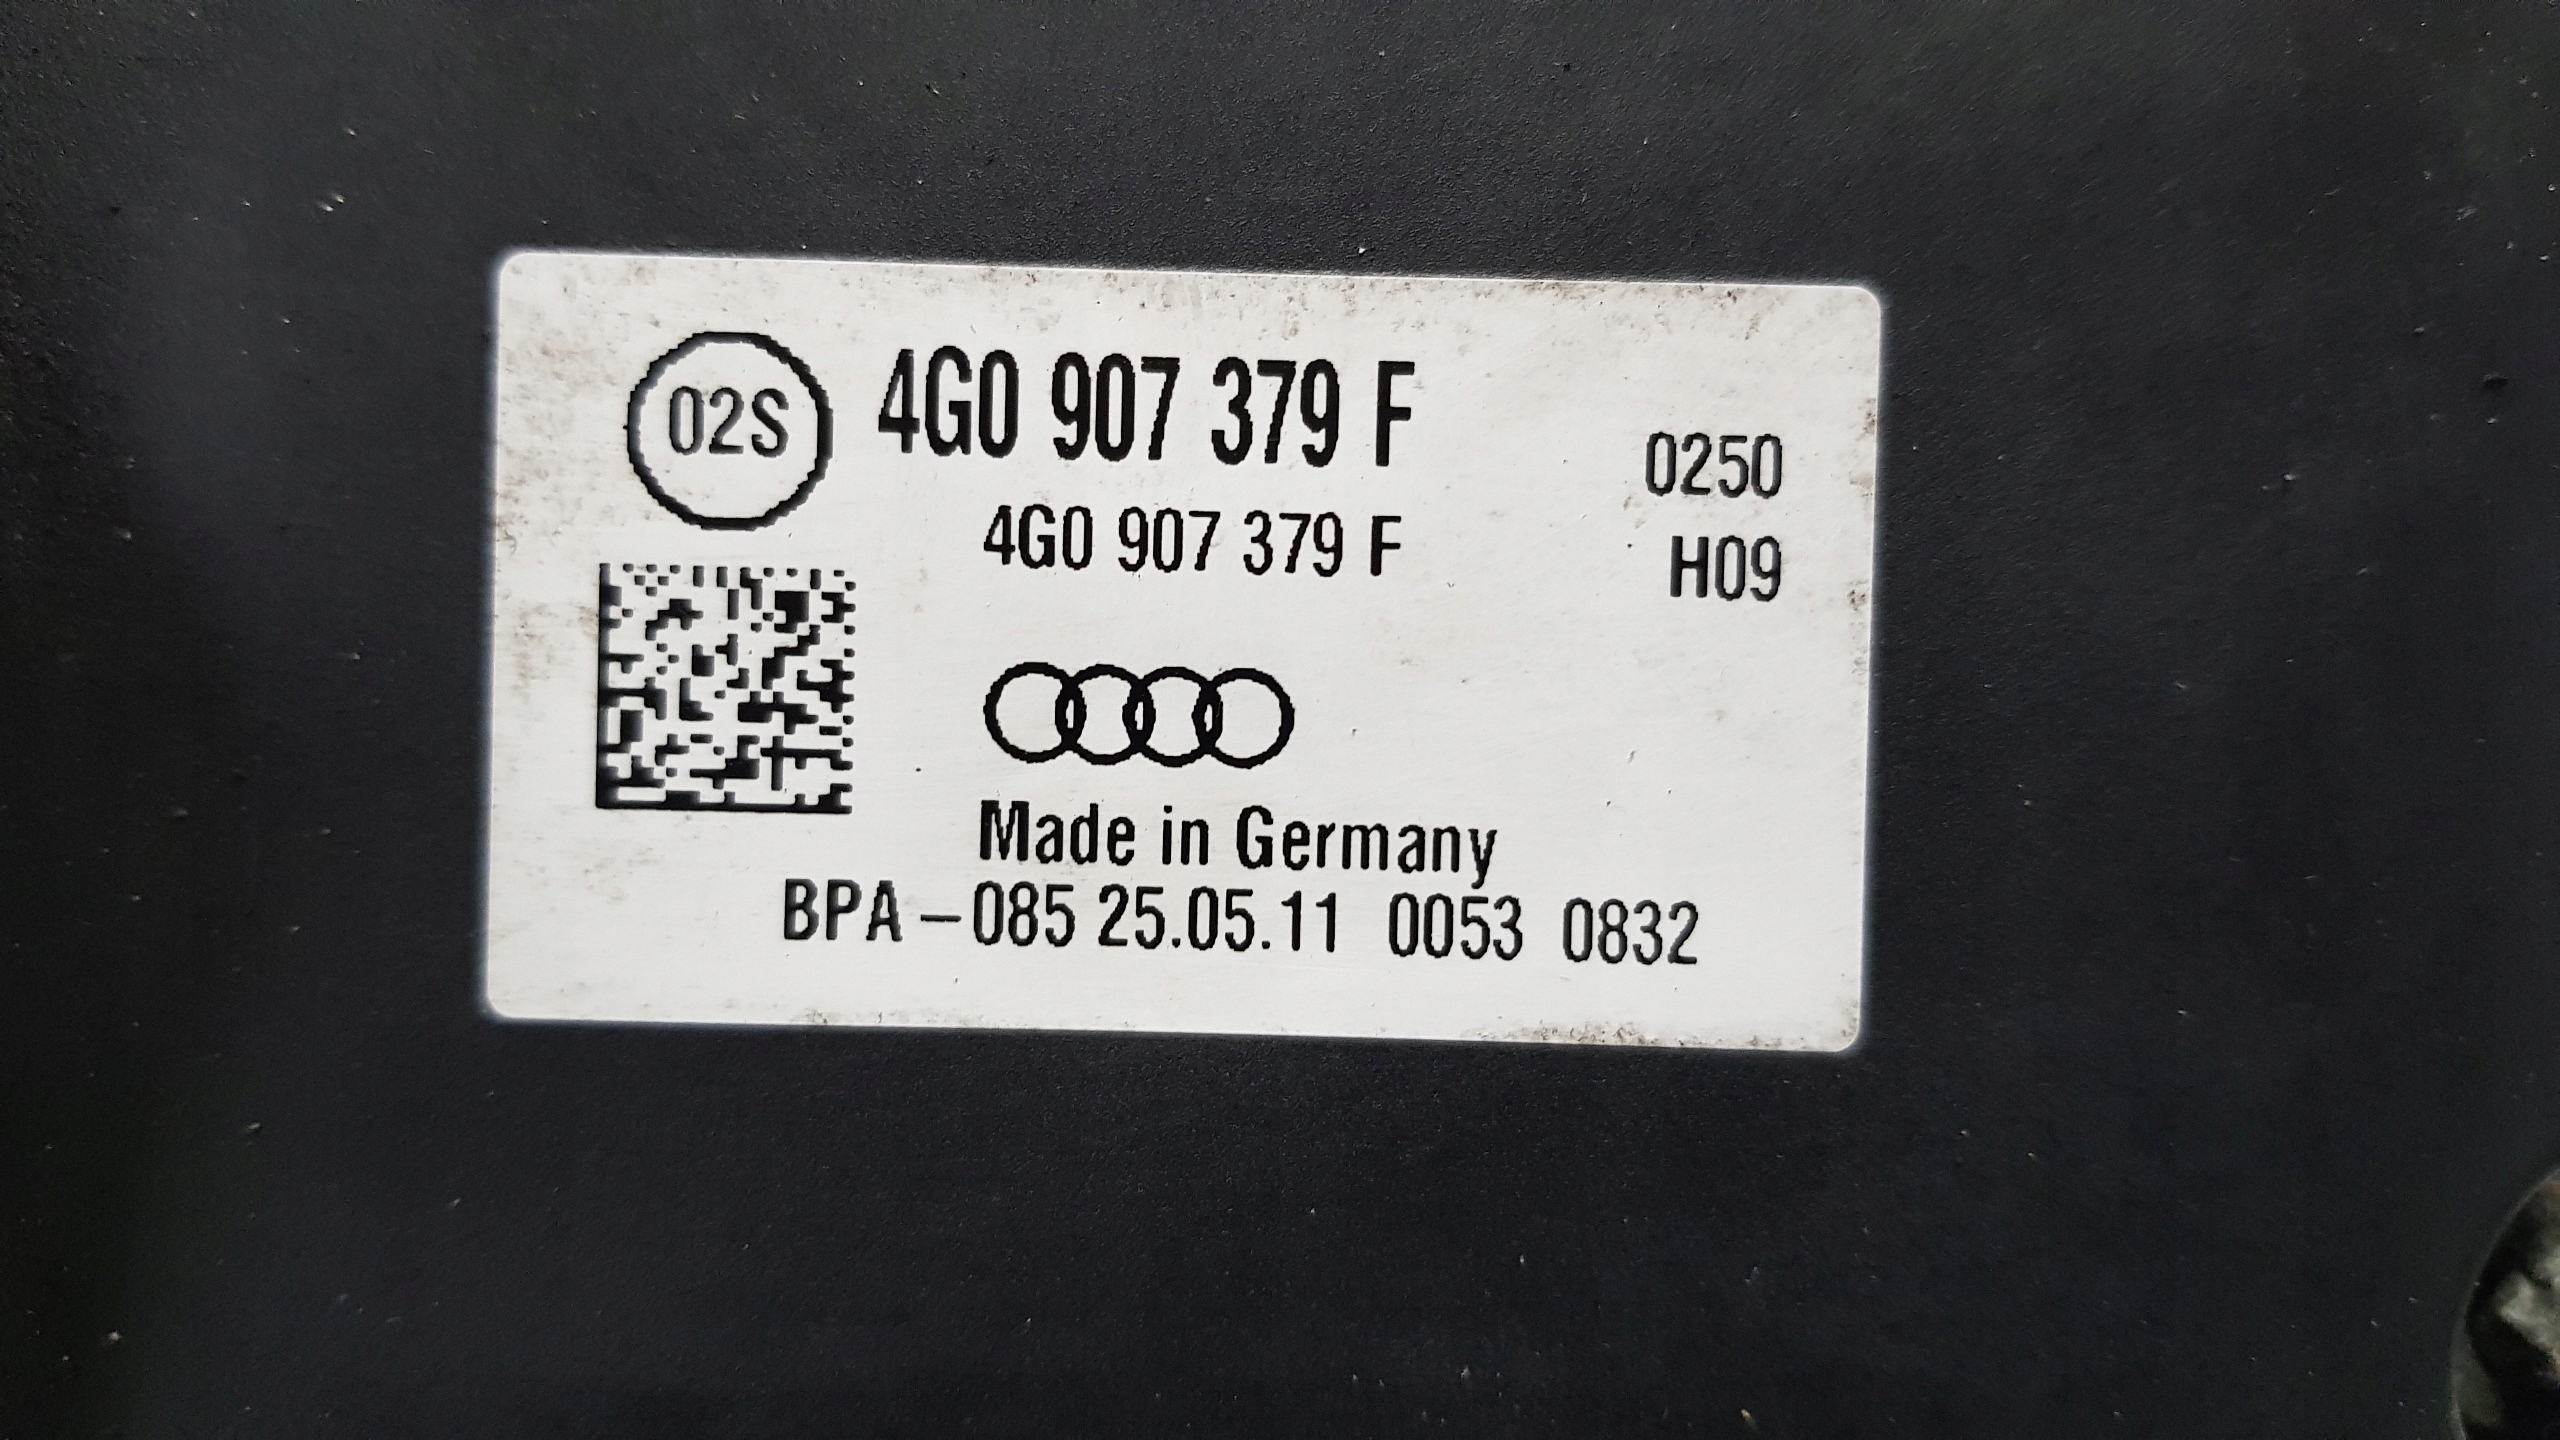 02S 4G0 907 379 F
0250
4G0 907 379 F
H09
Made in Germany
BPA-085 25.05.11 0053 0832